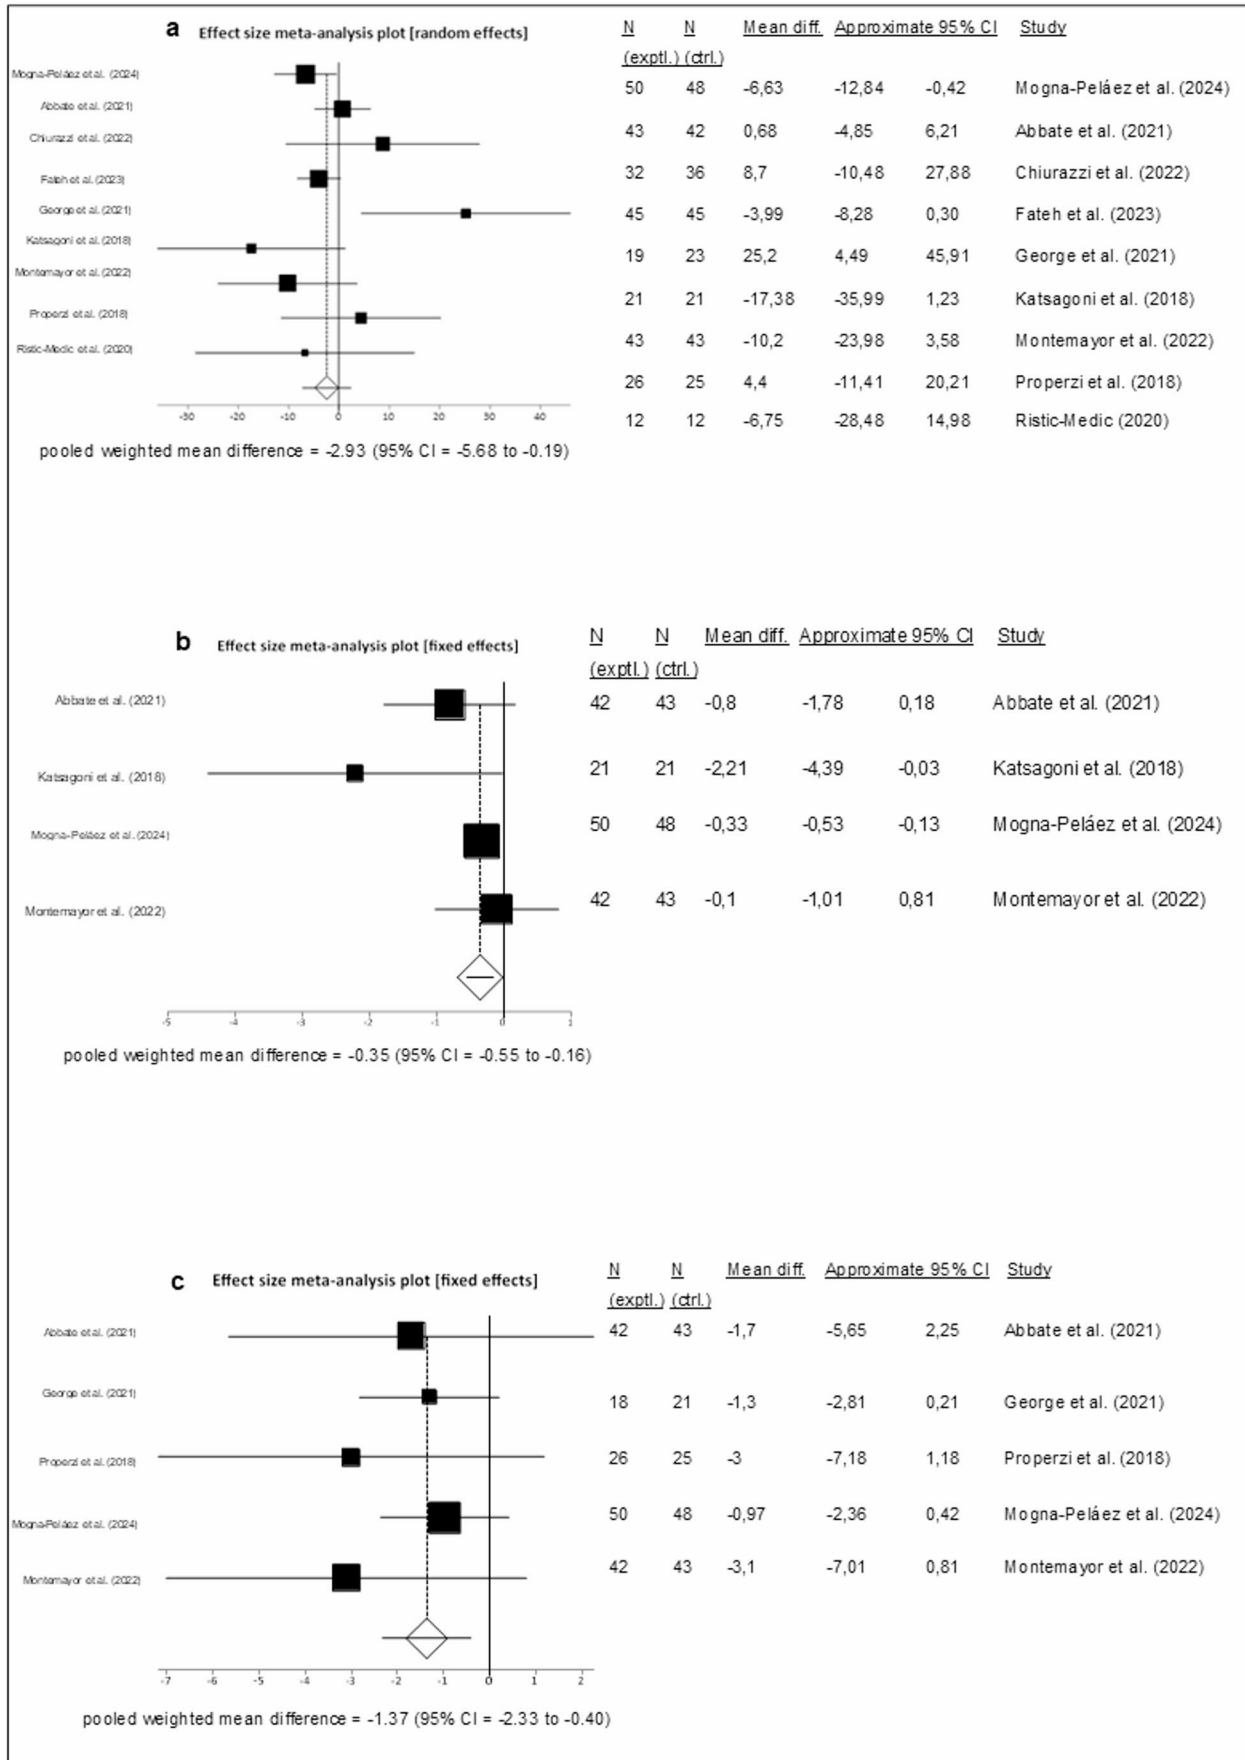 a Effect size meta-analysis plot [random effects]
N N Mean diff. Approximate 95% CI Study
(exptl.) (ctrl.)
Mogna-Peláez et al. (2024)
Abbate et al. (2021)
Chiurazzi et al. (2022)
Fateh et al. (2023)
George et al. (2021)
Katsagoni et al. (2018)
Montemayor et al. (2022)
Properzi et al. (2018)
Ristic-Medic et al. (2020)
-30 -20 -10 0 10 20 30 40
50 48 -6,63 -12,84 -0,42 Mogna-Peláez et al. (2024)
43 42 0,68 -4,85 6,21 Abbate et al. (2021)
32 36 8,7 -10,48 27,88 Chiurazzi et al. (2022)
45 45 -3,99 -8,28 0,30 Fateh et al. (2023)
19 23 25,2 4,49 45,91 George et al. (2021)
21 21 -17,38 -35,99 1,23 Katsagoni et al. (2018)
43 43 -10,2 -23,98 3,58 Montemayor et al. (2022)
26 25 4,4 -11,41 20,21 Properzi et al. (2018)
12 12 -6,75 -28,48 14,98 Ristic-Medic (2020)
pooled weighted mean difference = -2.93 (95% CI = -5.68 to -0.19)
b Effect size meta-analysis plot [fixed effects]
N N Mean diff. Approximate 95% CI Study
(exptl.) (ctrl.)
Abbate et al. (2021)
Katsagoni et al. (2018)
Mogna-Peláez et al. (2024)
Montemayor et al. (2022)
-5 -4 -3 -2 -1 0 1
42 43 -0,8 -1,78 0,18 Abbate et al. (2021)
21 21 -2,21 -4,39 -0,03 Katsagoni et al. (2018)
50 48 -0,33 -0,53 -0,13 Mogna-Peláez et al. (2024)
42 43 -0,1 -1,01 0,81 Montemayor et al. (2022)
pooled weighted mean difference = -0.35 (95% CI = -0.55 to -0.16)
c Effect size meta-analysis plot [fixed effects]
N N Mean diff. Approximate 95% CI Study
(exptl.) (ctrl.)
Abbate et al. (2021)
George et al. (2021)
Properzi et al. (2018)
Mogna-Peláez et al. (2024)
Montemayor et al. (2022)
-7 -6 -5 -4 -3 -2 -1 0 1 2
42 43 -1,7 -5,65 2,25 Abbate et al. (2021)
18 21 -1,3 -2,81 0,21 George et al. (2021)
26 25 -3 -7,18 1,18 Properzi et al. (2018)
50 48 -0,97 -2,36 0,42 Mogna-Peláez et al. (2024)
42 43 -3,1 -7,01 0,81 Montemayor et al. (2022)
pooled weighted mean difference = -1.37 (95% CI = -2.33 to -0.40)